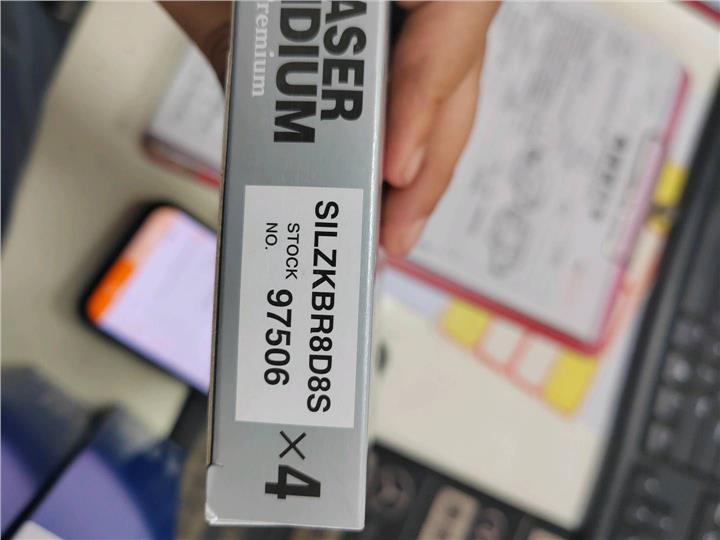 ASER
IDIUM
remium
SILZKBR8D8S
STOCK
NO. 97506
×4